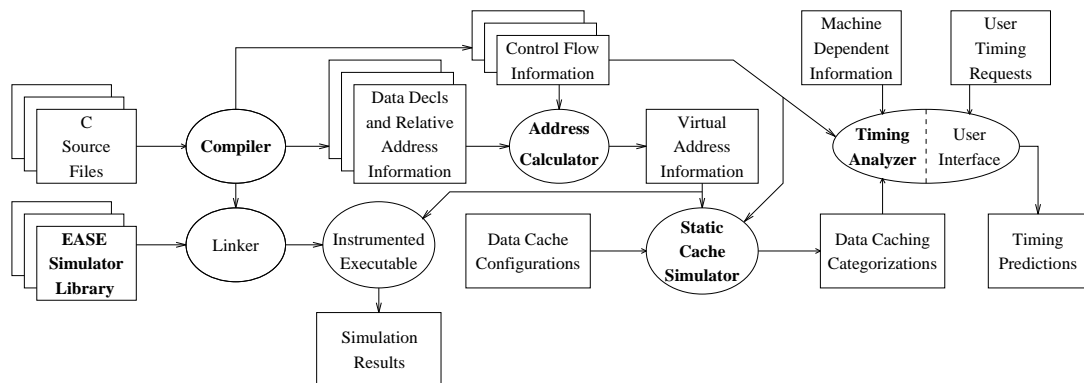 Control Flow
Information
Machine
Dependent
Information
User
Timing
Requests
C
Source
Files
Compiler
Data Decls
and Relative
Address
Information
Address
Calculator
Virtual
Address
Information
Timing
Analyzer
User
Interface
EASE
Simulator
Library
Linker
Instrumented
Executable
Data Cache
Configurations
Static
Cache
Simulator
Data Caching
Categorizations
Timing
Predictions
Simulation
Results